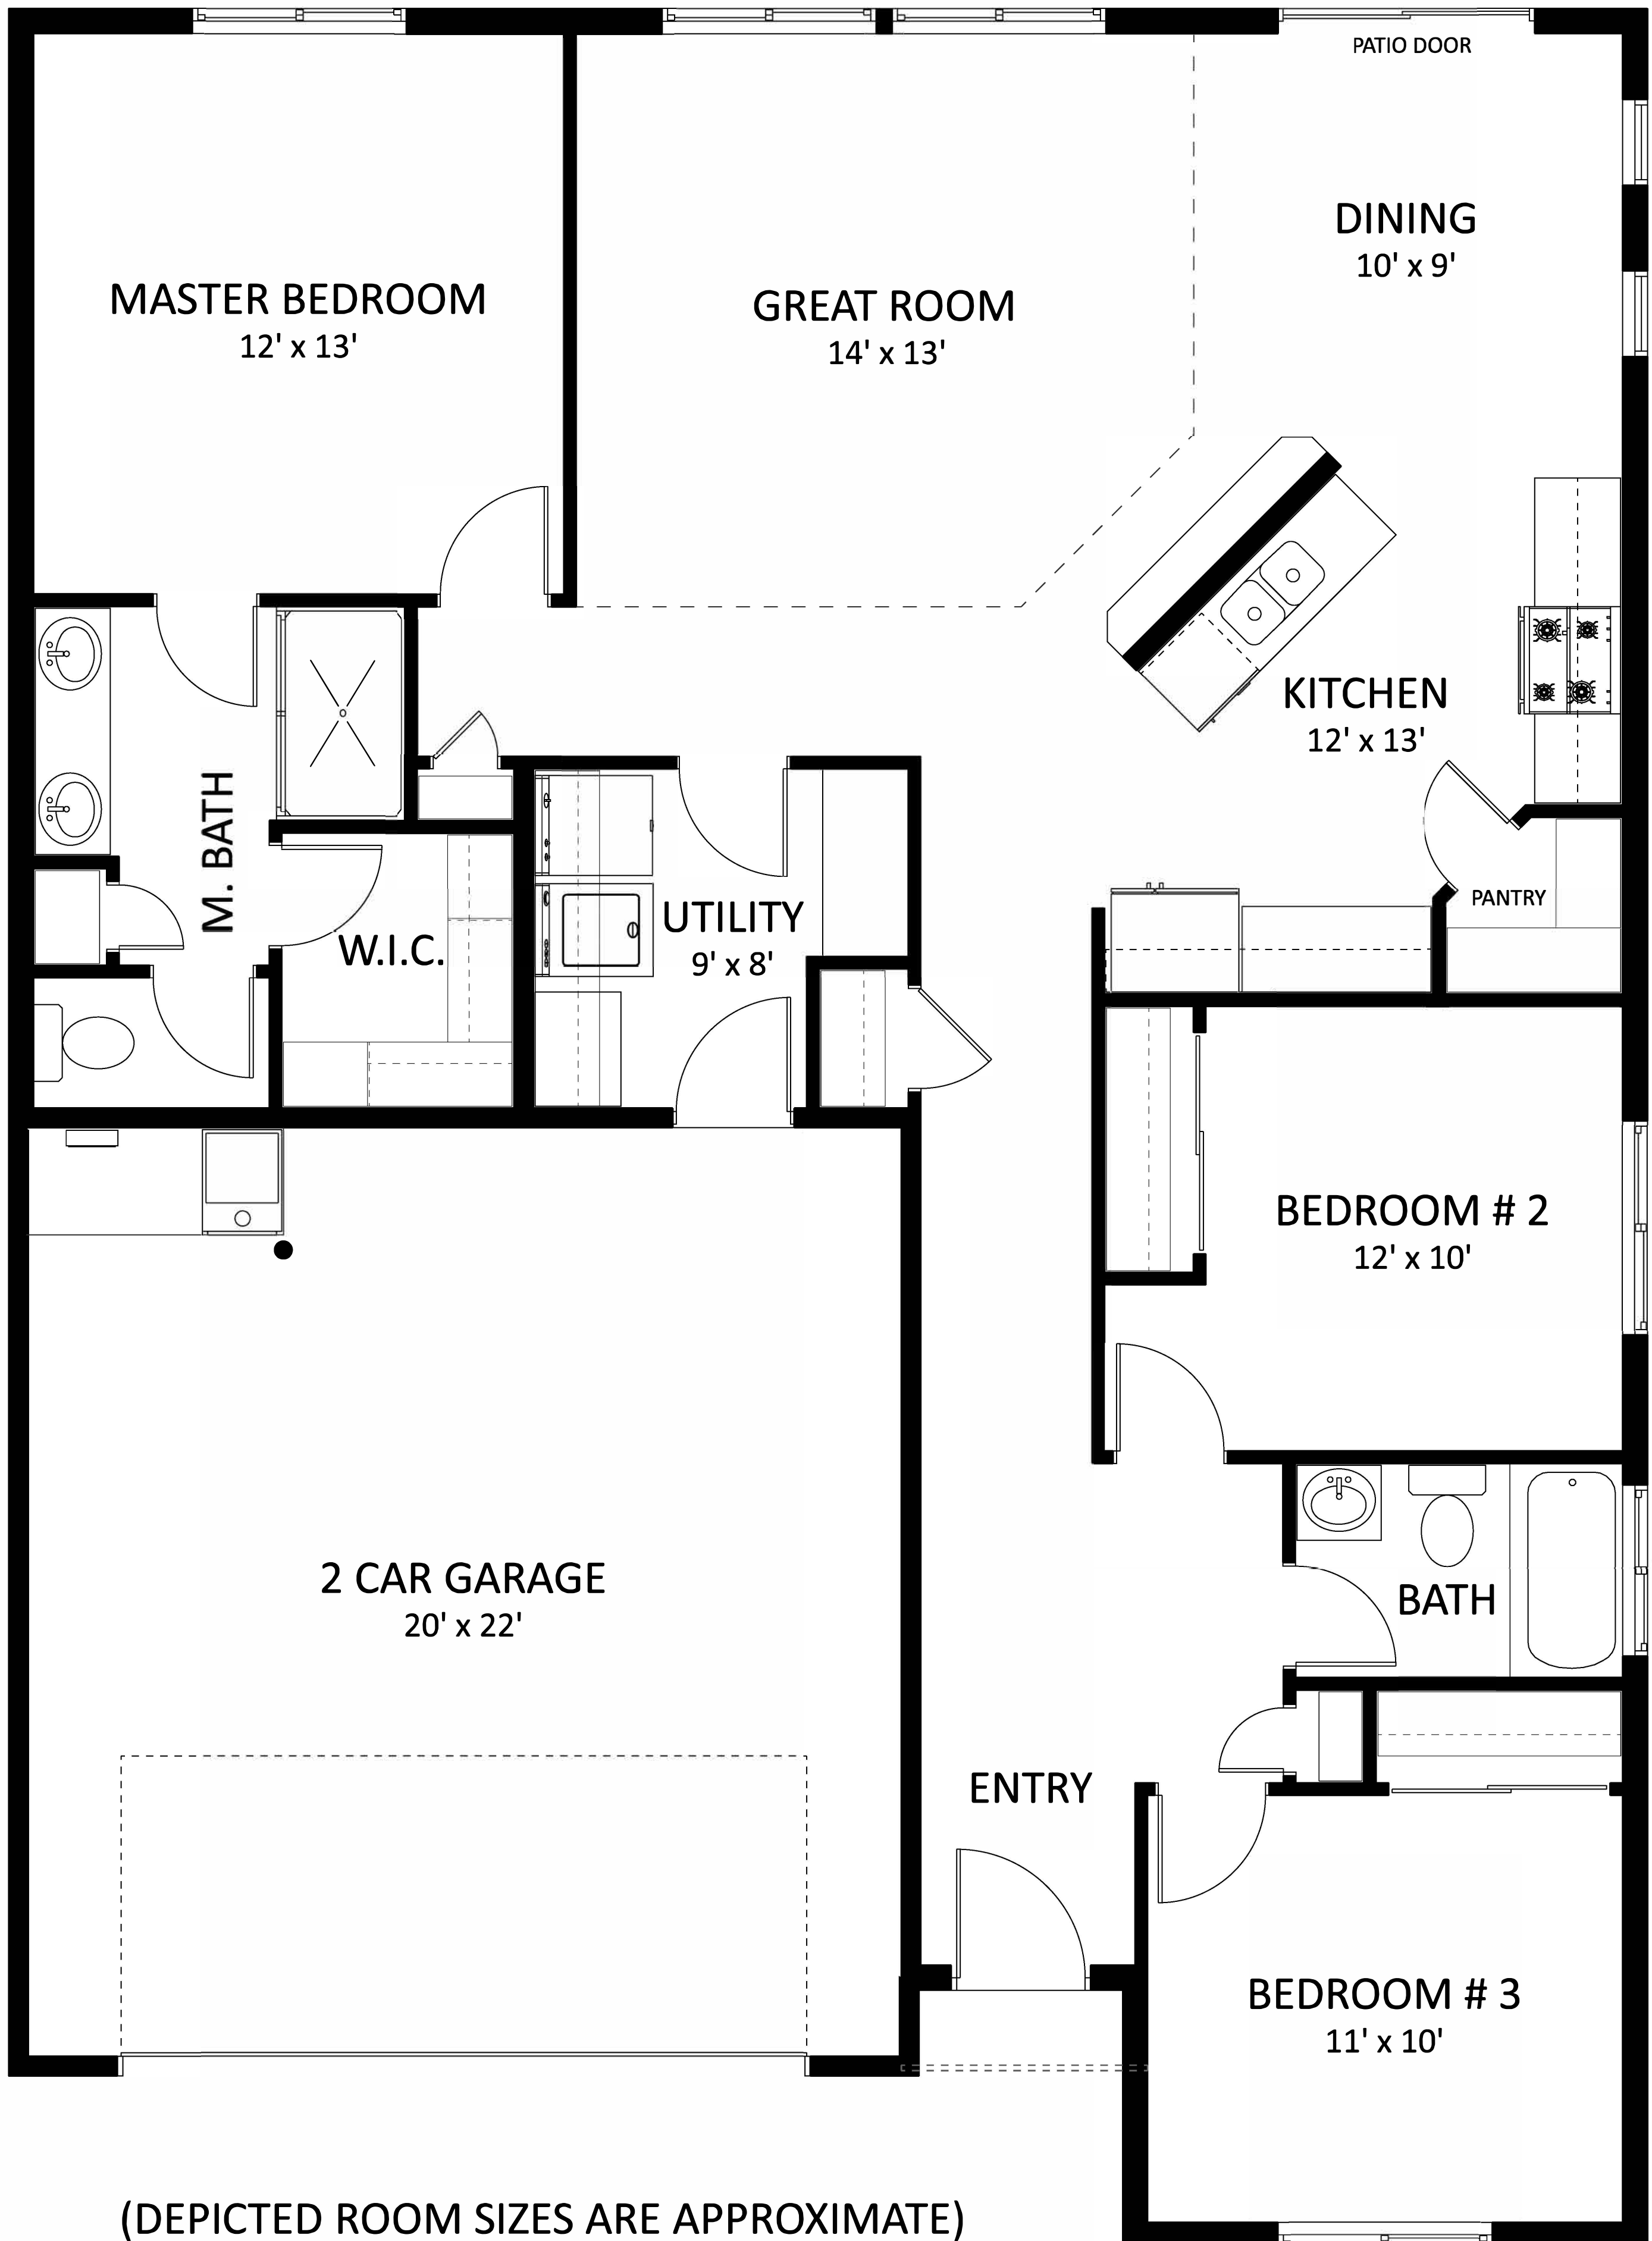 PATIO DOOR
DINING
10' x 9'
MASTER BEDROOM
12' x 13'
GREAT ROOM
14' x 13'
KITCHEN
12' x 13'
M. BATH
PANTRY
UTILITY
9' x 8'
W.I.C.
BEDROOM # 2
12' x 10'
2 CAR GARAGE
20' x 22'
BATH
ENTRY
BEDROOM # 3
11' x 10'
(DEPICTED ROOM SIZES ARE APPROXIMATE)